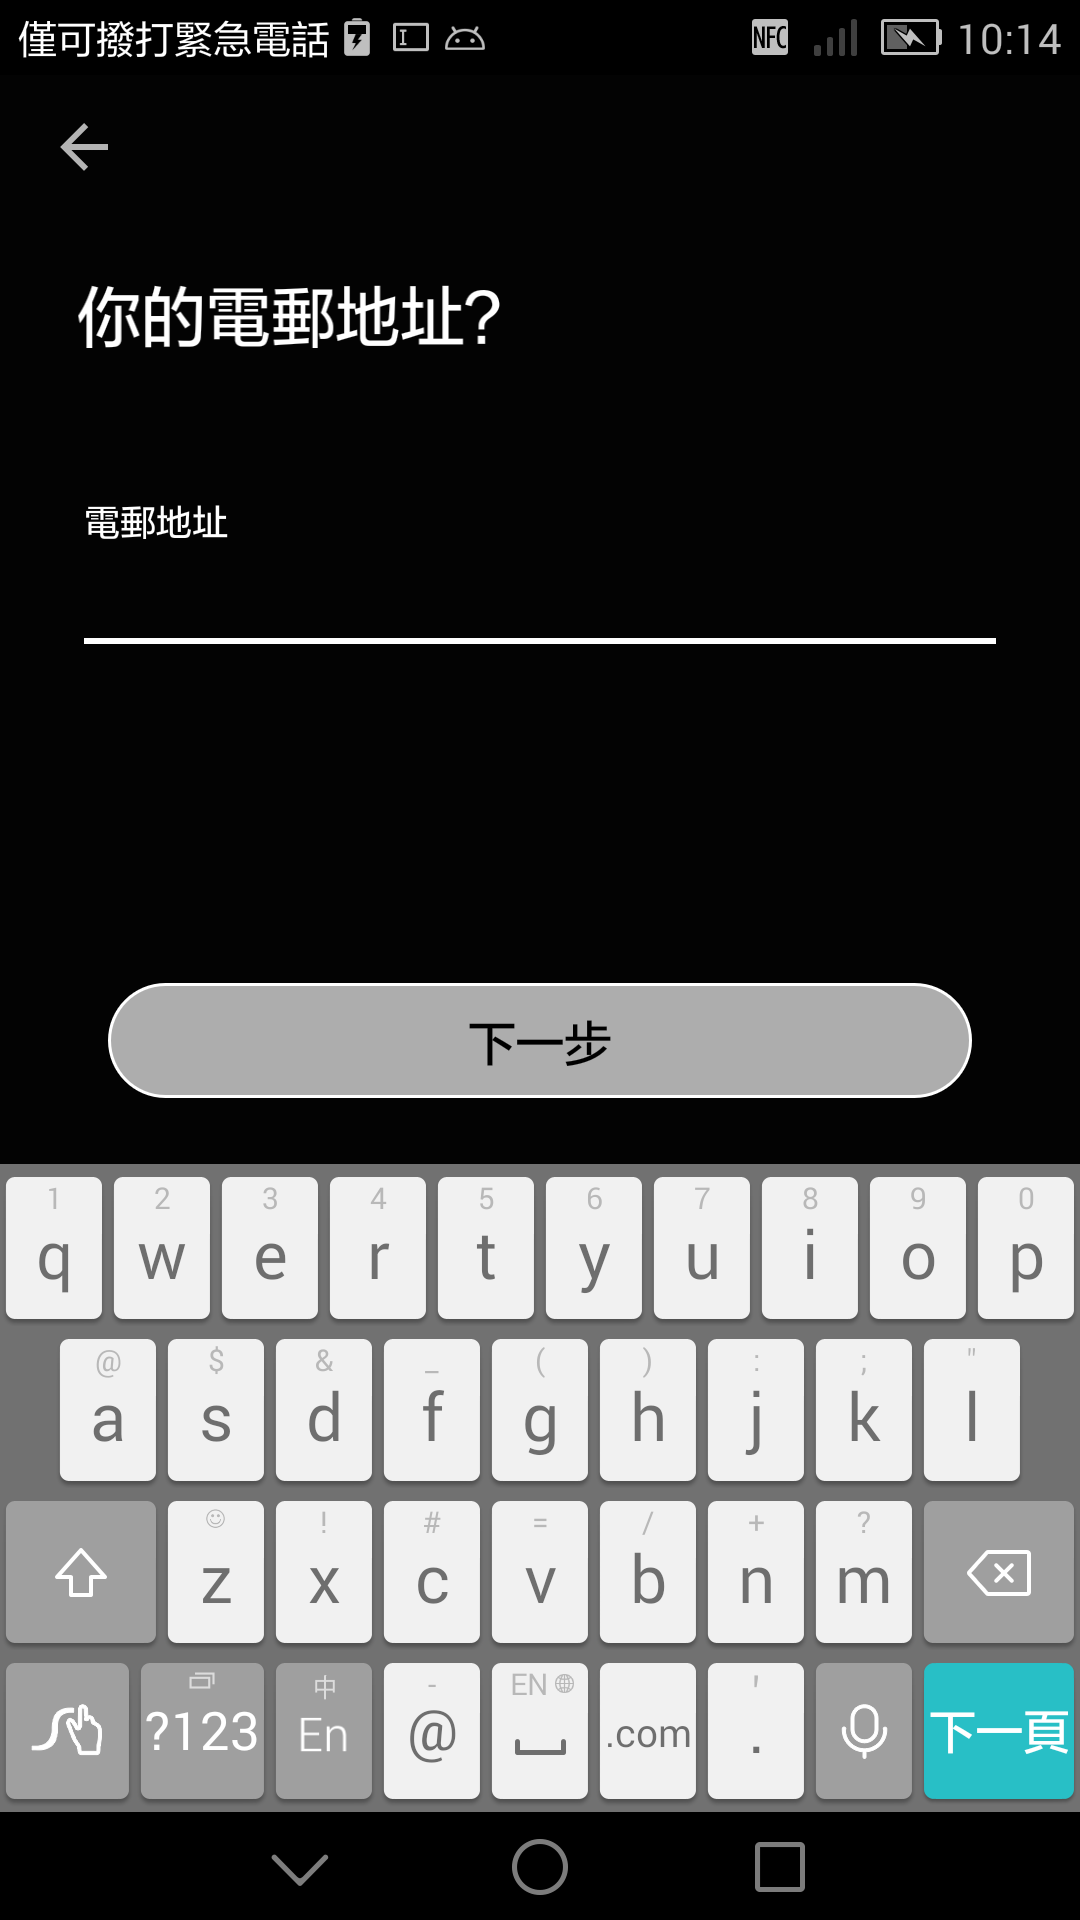 僅可撥打緊急電話 NFC 10:14
你的電郵地址?
電郵地址
下一步
1 2 3 4 5 6 7 8 9 0
q w e r t y u i o p
@ $ & _ ( ) : ; "
a s d f g h j k l
! # = / + ?
z x c v b n m
中 - EN '
?123 En @ .com . 下一頁